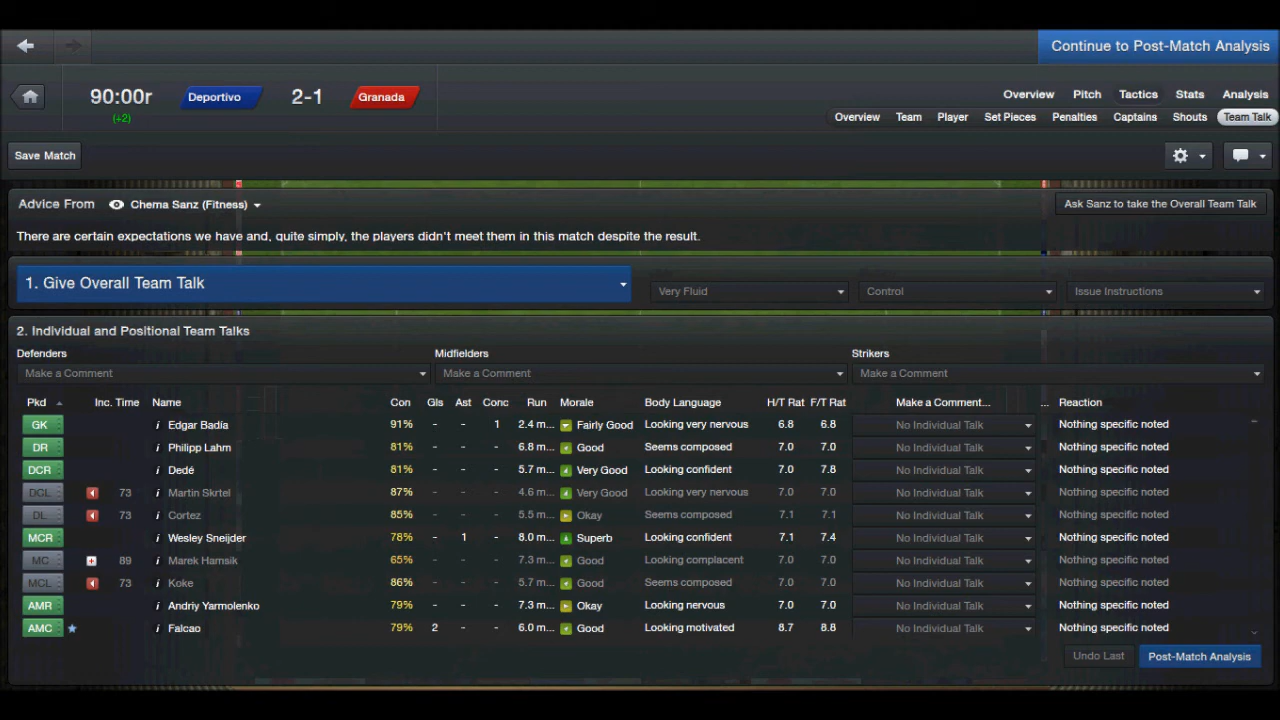 Continue to Post-Match Analysis
90:00r Deportivo 2-1 Granada
(+2)
Overview Pitch Tactics Stats Analysis
Overview Team Player Set Pieces Penalties Captains Shouts Team Talk
Save Match
Advice From Chema Sanz (Fitness) Ask Sanz to take the Overall Team Talk
There are certain expectations we have and, quite simply, the players didn't meet them in this match despite the result.
1. Give Overall Team Talk Very Fluid Control Issue Instructions
2. Individual and Positional Team Talks
Defenders Midfielders Strikers
Make a Comment Make a Comment Make a Comment
Pkd Inc. Time Name Con Gls Ast Conc Run Morale Body Language H/T Rat F/T Rat Make a Comment... ... Reaction
GK i Edgar Badía 91% - - 1 2.4 m... Fairly Good Looking very nervous 6.8 6.8 No Individual Talk Nothing specific noted
DR i Philipp Lahm 81% - - - 6.8 m... Good Seems composed 7.0 7.0 No Individual Talk Nothing specific noted
DCR i Dedé 81% - - - 5.7 m... Very Good Looking confident 7.0 7.8 No Individual Talk Nothing specific noted
DCL 73 i Martin Skrtel 87% - - - 4.6 m... Very Good Looking very nervous 7.0 7.0 No Individual Talk Nothing specific noted
DL 73 i Cortez 85% - - - 5.5 m... Okay Seems composed 7.1 7.1 No Individual Talk Nothing specific noted
MCR i Wesley Sneijder 78% - 1 - 8.0 m... Superb Looking confident 7.1 7.4 No Individual Talk Nothing specific noted
MC 89 i Marek Hamsik 65% - - - 7.3 m... Good Looking complacent 7.0 7.0 No Individual Talk Nothing specific noted
MCL 73 i Koke 86% - - - 5.7 m... Good Seems composed 7.0 7.0 No Individual Talk Nothing specific noted
AMR i Andriy Yarmolenko 79% - - - 7.3 m... Okay Looking nervous 7.0 7.0 No Individual Talk Nothing specific noted
AMC i Falcao 79% 2 - - 6.0 m... Good Looking motivated 8.7 8.8 No Individual Talk Nothing specific noted
Undo Last Post-Match Analysis